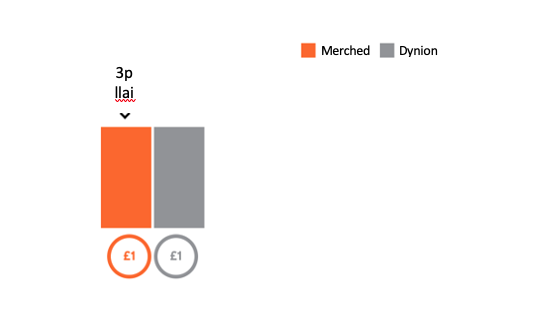 Merched Dynion
3p
llai
£1 £1